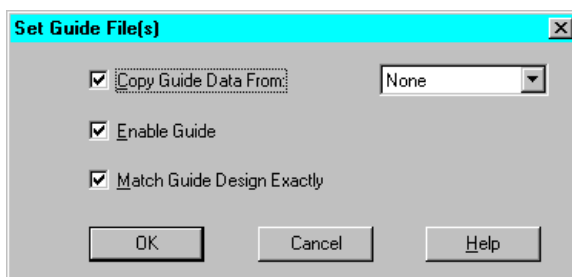 Set Guide File(s)
Copy Guide Data From: None
Enable Guide
Match Guide Design Exactly
OK Cancel Help